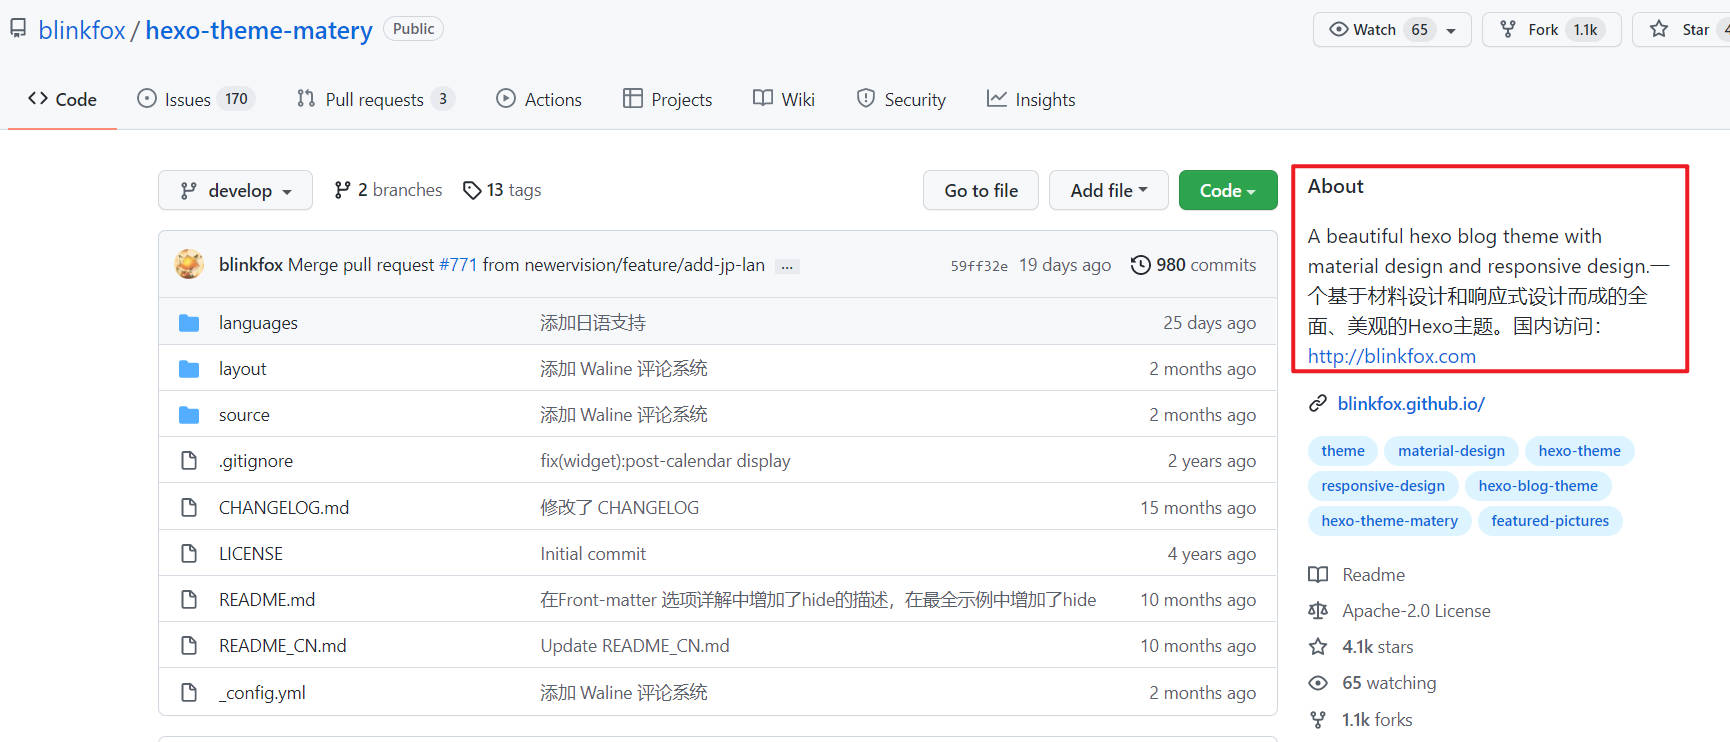 blinkfox / hexo-theme-matery Public
Watch 65 Fork 1.1k Star
Code Issues 170 Pull requests 3 Actions Projects Wiki Security Insights
develop 2 branches 13 tags Go to file Add file Code
blinkfox Merge pull request #771 from newervision/feature/add-jp-lan ... 59ff32e 19 days ago 980 commits
languages 添加日语支持 25 days ago
layout 添加 Waline 评论系统 2 months ago
source 添加 Waline 评论系统 2 months ago
.gitignore fix(widget):post-calendar display 2 years ago
CHANGELOG.md 修改了 CHANGELOG 15 months ago
LICENSE Initial commit 4 years ago
README.md 在Front-matter 选项详解中增加了hide的描述，在最全示例中增加了hide 10 months ago
README_CN.md Update README_CN.md 10 months ago
_config.yml 添加 Waline 评论系统 2 months ago
About
A beautiful hexo blog theme with
material design and responsive design.一
个基于材料设计和响应式设计而成的全
面、美观的Hexo主题。国内访问：
http://blinkfox.com
blinkfox.github.io/
theme material-design hexo-theme
responsive-design hexo-blog-theme
hexo-theme-matery featured-pictures
Readme
Apache-2.0 License
4.1k stars
65 watching
1.1k forks